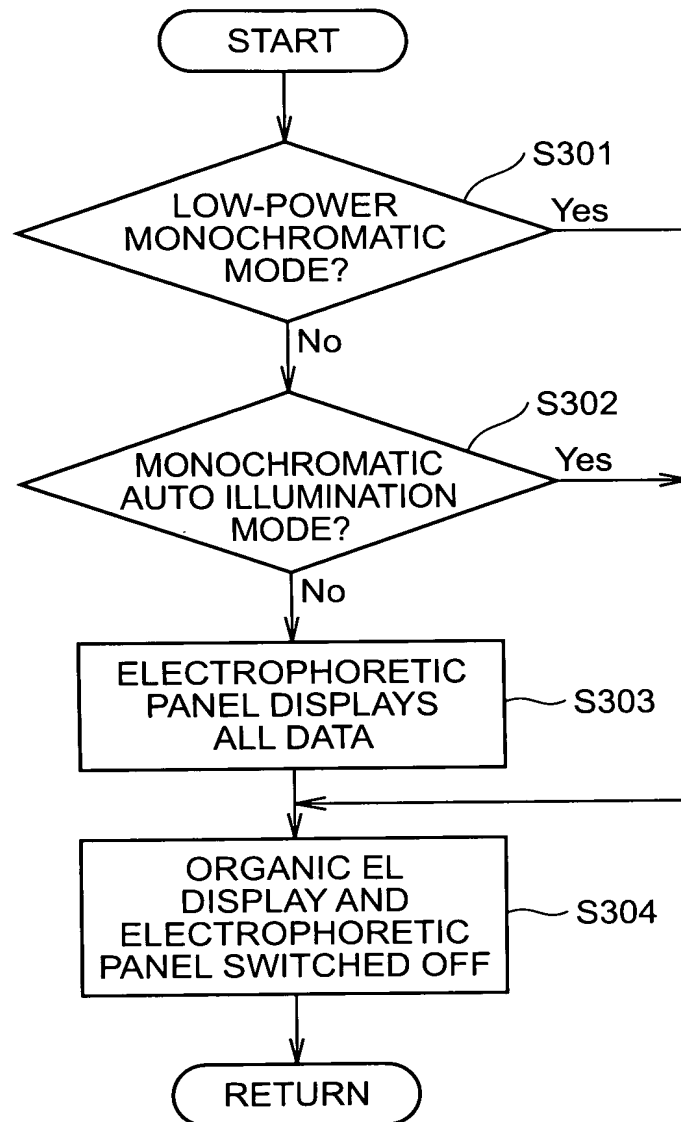 START
S301
LOW-POWER
MONOCHROMATIC
MODE?
Yes
No
S302
MONOCHROMATIC
AUTO ILLUMINATION
MODE?
Yes
No
ELECTROPHORETIC
PANEL DISPLAYS
ALL DATA
S303
ORGANIC EL
DISPLAY AND
ELECTROPHORETIC
PANEL SWITCHED OFF
S304
RETURN